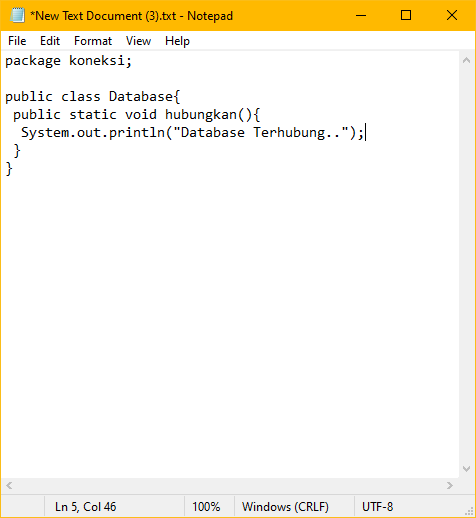 *New Text Document (3).txt - Notepad
File Edit Format View Help
package koneksi;

public class Database{
 public static void hubungkan(){
  System.out.println("Database Terhubung..");
 }
}
Ln 5, Col 46 100% Windows (CRLF) UTF-8